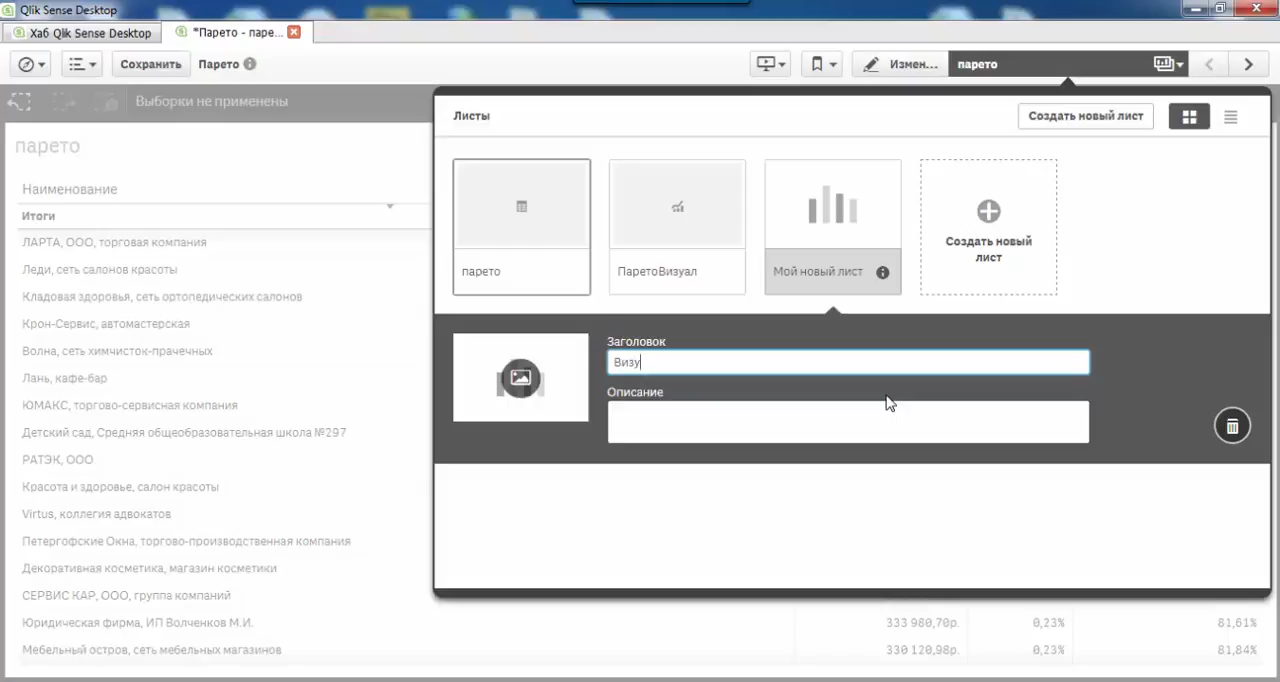 Qlik Sense Desktop
Хаб Qlik Sense Desktop
*Парето - паре...
Сохранить
Парето
Измен...
парето
Выборки не применены
Листы
Создать новый лист
парето
ПаретоВизуал
Мой новый лист
Создать новый
лист
Заголовок
Визу
Описание
парето
Наименование
Итоги
ЛАРТА, ООО, торговая компания
Леди, сеть салонов красоты
Кладовая здоровья, сеть ортопедических салонов
Крон-Сервис, автомастерская
Волна, сеть химчисток-прачечных
Лань, кафе-бар
ЮМАКС, торгово-сервисная компания
Детский сад, Средняя общеобразовательная школа №297
РАТЭК, ООО
Красота и здоровье, салон красоты
Virtus, коллегия адвокатов
Петергофские Окна, торгово-производственная компания
Декоративная косметика, магазин косметики
СЕРВИС КАР, ООО, группа компаний
Юридическая фирма, ИП Волченков М.И. 333 980,70р. 0,23% 81,61%
Мебельный остров, сеть мебельных магазинов 330 120,98р. 0,23% 81,84%